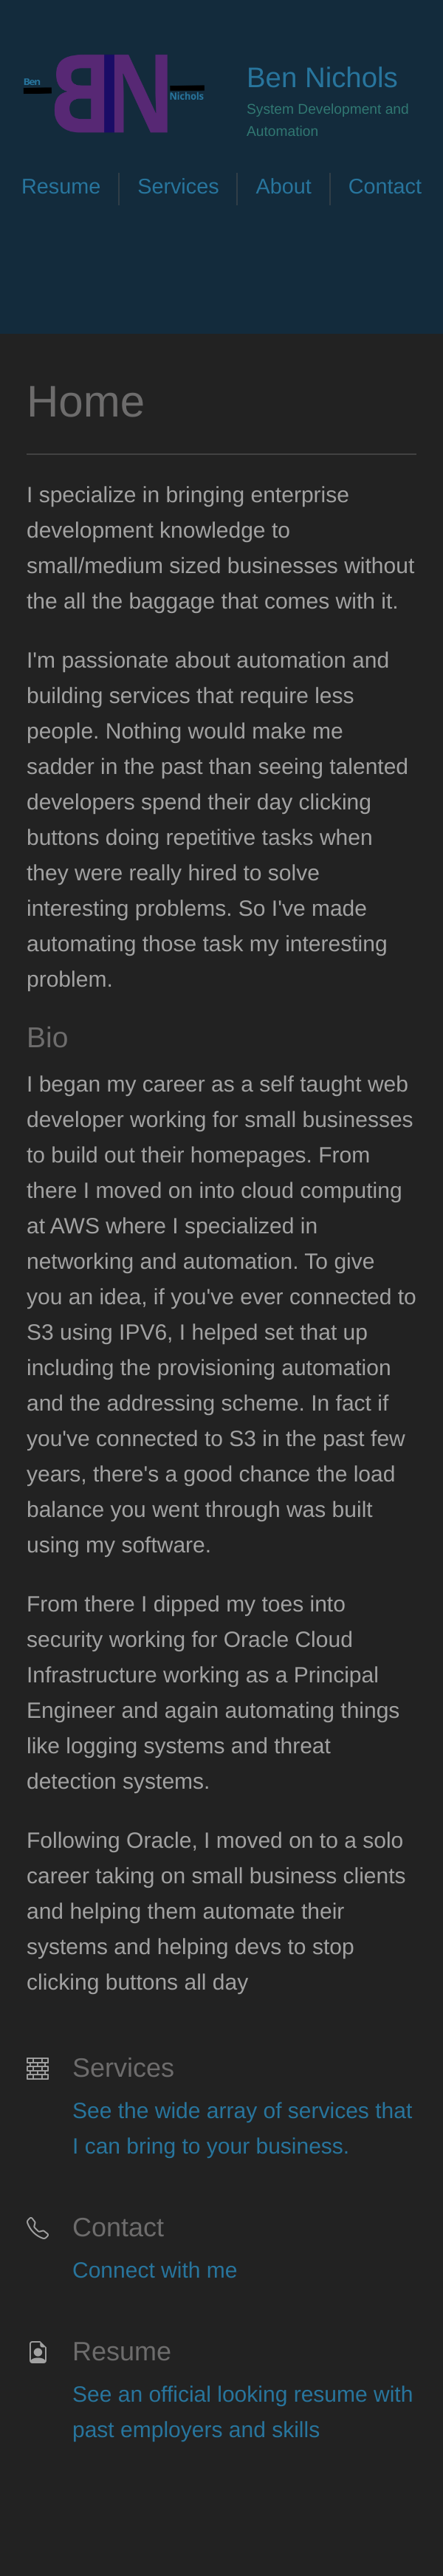 Ben
BN
Nichols
Ben Nichols
System Development and
Automation
Resume
Services
About
Contact
Home
I specialize in bringing enterprise
development knowledge to
small/medium sized businesses without
the all the baggage that comes with it.
I'm passionate about automation and
building services that require less
people. Nothing would make me
sadder in the past than seeing talented
developers spend their day clicking
buttons doing repetitive tasks when
they were really hired to solve
interesting problems. So I've made
automating those task my interesting
problem.
Bio
I began my career as a self taught web
developer working for small businesses
to build out their homepages. From
there I moved on into cloud computing
at AWS where I specialized in
networking and automation. To give
you an idea, if you've ever connected to
S3 using IPV6, I helped set that up
including the provisioning automation
and the addressing scheme. In fact if
you've connected to S3 in the past few
years, there's a good chance the load
balance you went through was built
using my software.
From there I dipped my toes into
security working for Oracle Cloud
Infrastructure working as a Principal
Engineer and again automating things
like logging systems and threat
detection systems.
Following Oracle, I moved on to a solo
career taking on small business clients
and helping them automate their
systems and helping devs to stop
clicking buttons all day
Services
See the wide array of services that
I can bring to your business.
Contact
Connect with me
Resume
See an official looking resume with
past employers and skills